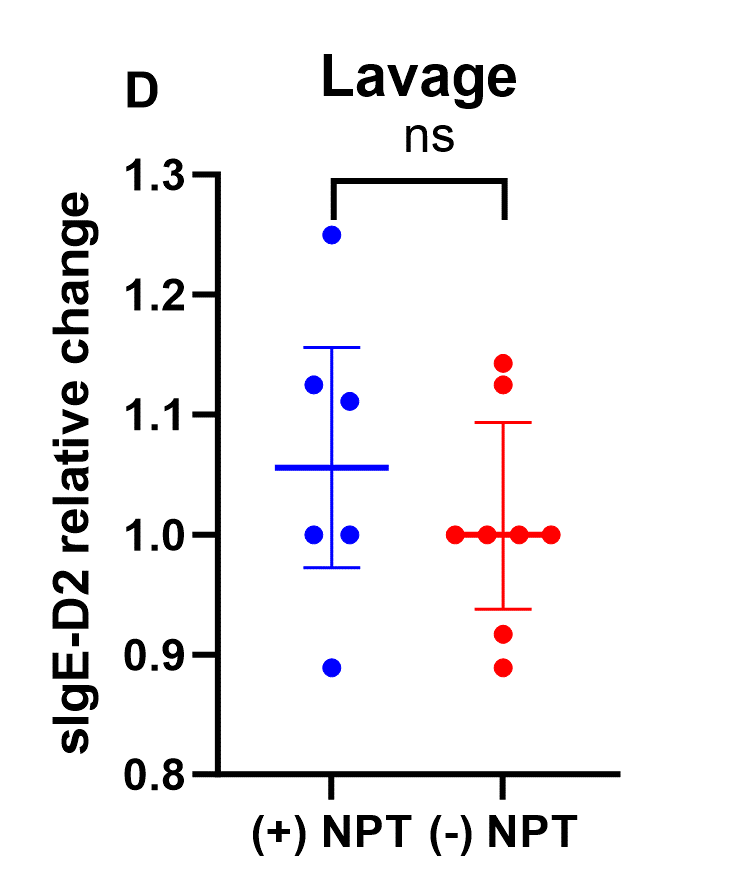 D
Lavage
ns
sIgE-D2 relative change
1.3
1.2
1.1
1.0
0.9
0.8
(+) NPT (-) NPT